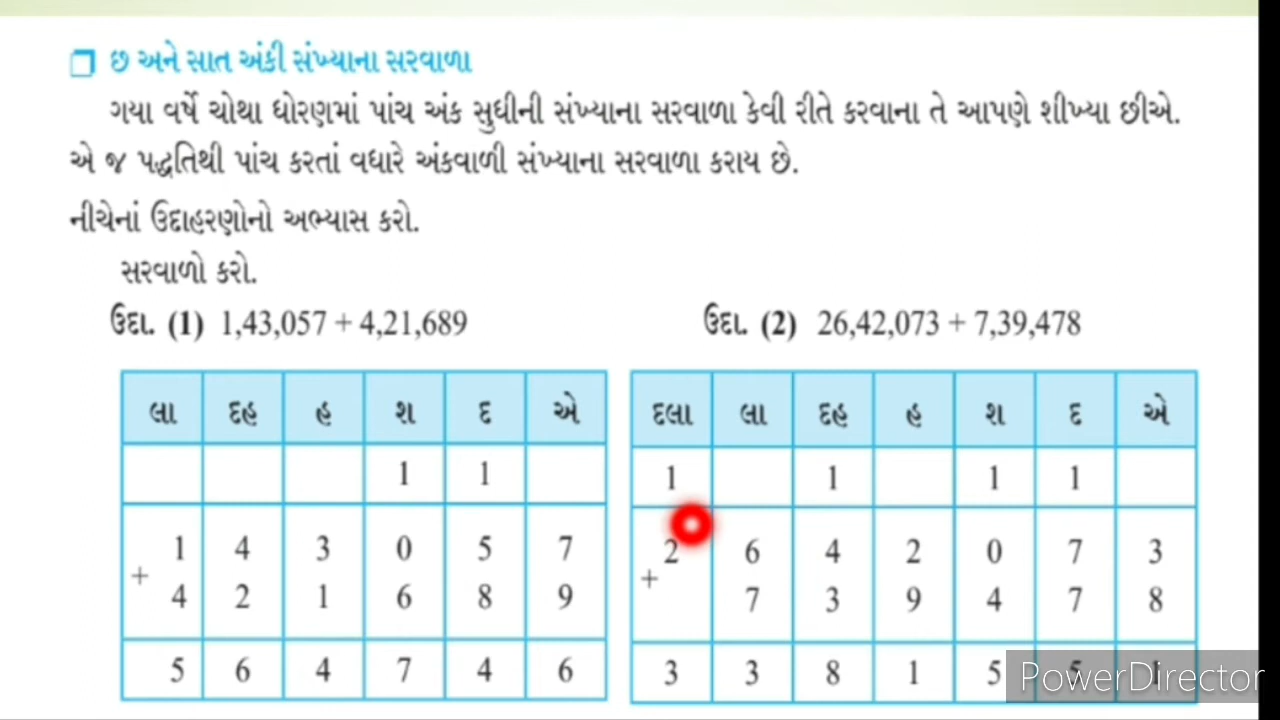 છ અને સાત અંકી સંખ્યાના સરવાળા
ગયા વર્ષે ચોથા ધોરણમાં પાંચ અંક સુધીની સંખ્યાના સરવાળા કેવી રીતે કરવાના તે આપણે શીખ્યા છીએ.
એ જ પદ્ધતિથી પાંચ કરતાં વધારે અંકવાળી સંખ્યાના સરવાળા કરાય છે.
નીચેનાં ઉદાહરણોનો અભ્યાસ કરો.
સરવાળો કરો.
ઉદા. (1) 1,43,057 + 4,21,689
લા દહ હ શ દ એ
1 1
1 4 3 0 5 7
+
4 2 1 6 8 9
5 6 4 7 4 6
ઉદા. (2) 26,42,073 + 7,39,478
દલા લા દહ હ શ દ એ
1 1 1 1
2 6 4 2 0 7 3
+
7 3 9 4 7 8
3 3 8 1 5 5 1
PowerDirector